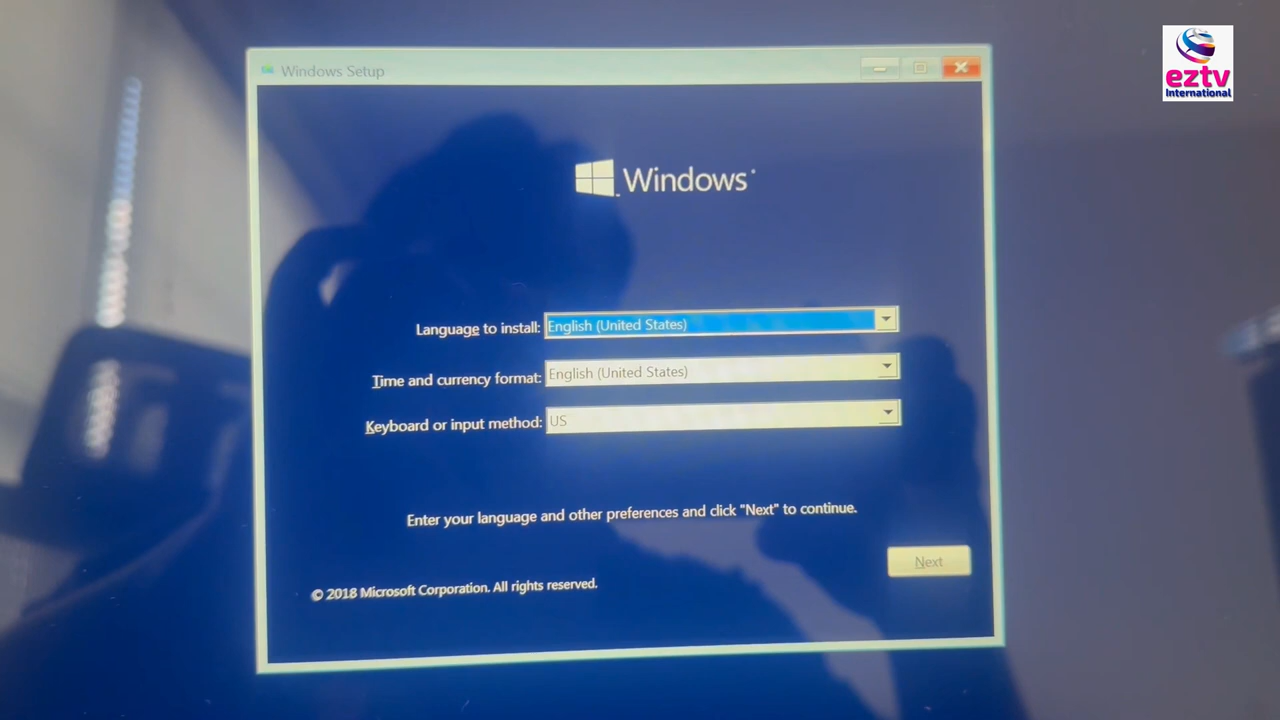 eztv
International
Windows Setup
Windows
Language to install: English (United States)
Time and currency format: English (United States)
Keyboard or input method: US
Enter your language and other preferences and click "Next" to continue.
Next
© 2018 Microsoft Corporation. All rights reserved.